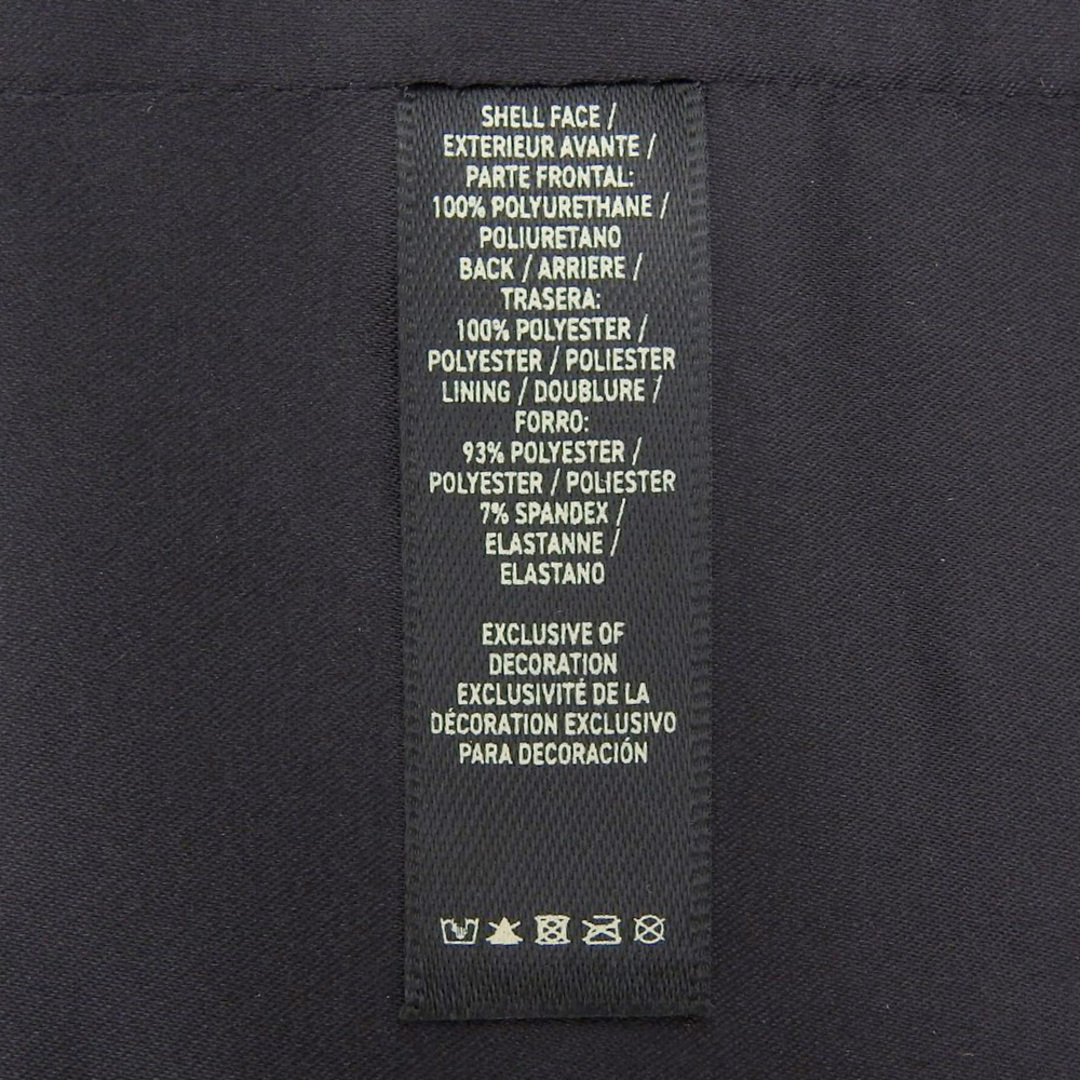 SHELL FACE /
EXTERIEUR AVANTE /
PARTE FRONTAL:
100% POLYURETHANE /
POLIURETANO
BACK / ARRIERE /
TRASERA:
100% POLYESTER /
POLYESTER / POLIESTER
LINING / DOUBLURE /
FORRO:
93% POLYESTER /
POLYESTER / POLIESTER
7% SPANDEX /
ELASTANNE /
ELASTANO
EXCLUSIVE OF
DECORATION
EXCLUSIVITÉ DE LA
DÉCORATION EXCLUSIVO
PARA DECORACIÓN